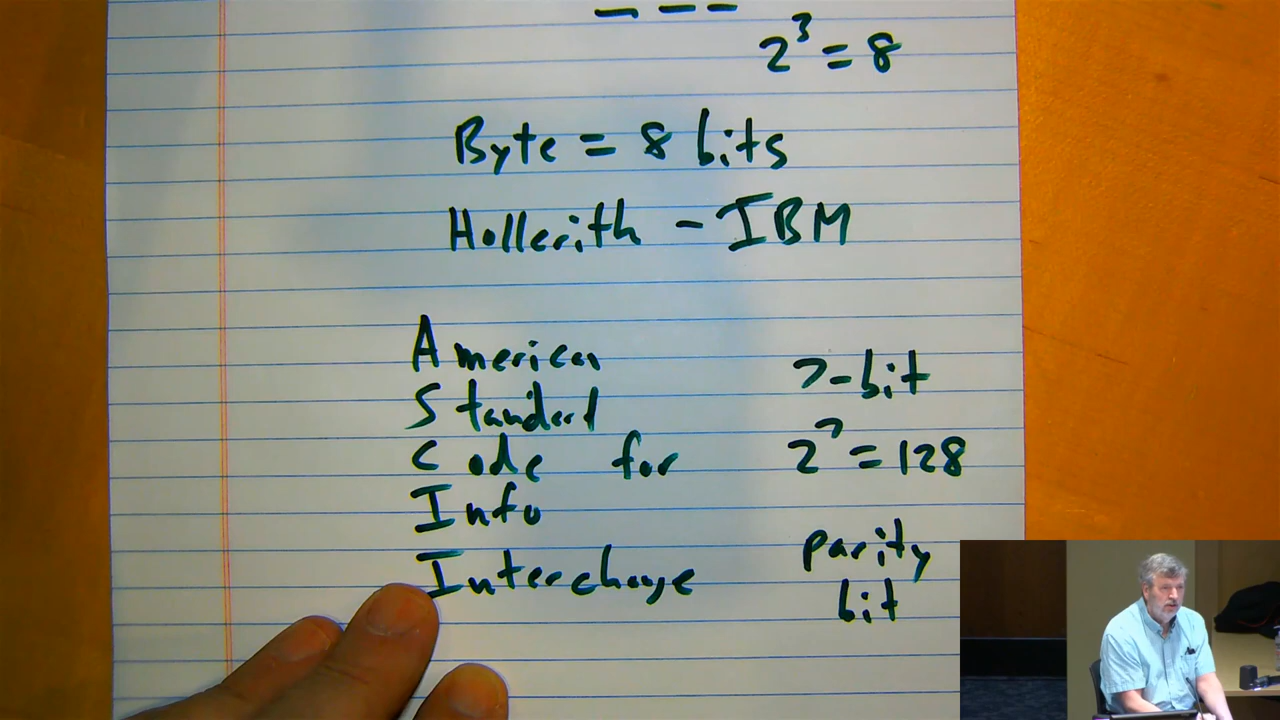 2³ = 8
Byte = 8 bits
Hollerith - IBM
American
Standard
Code for
Info
Interchange
7-bit
2⁷ = 128
parity
bit